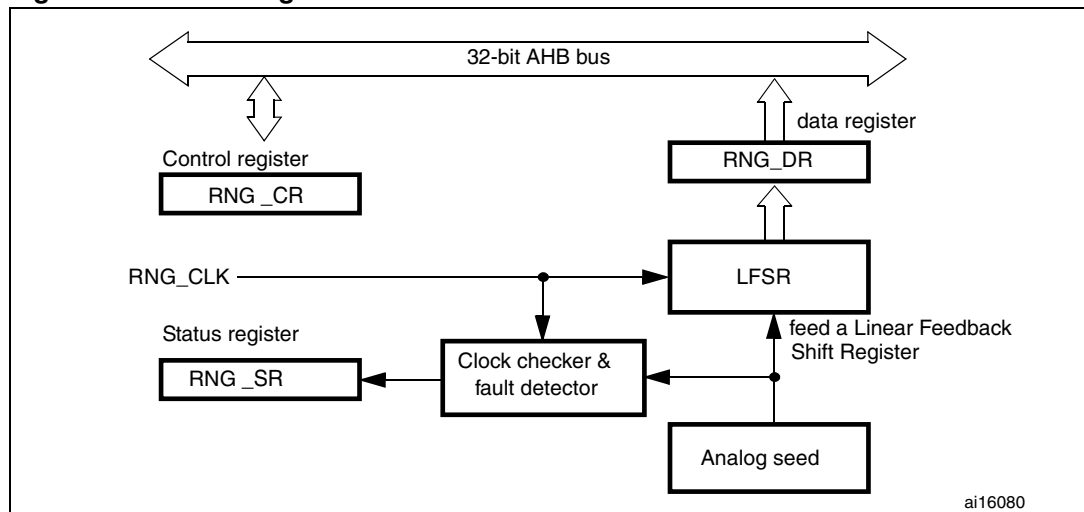 32-bit AHB bus
data register
Control register
RNG_DR
RNG _CR
RNG_CLK
LFSR
Status register
feed a Linear Feedback
Shift Register
RNG _SR
Clock checker &
fault detector
Analog seed
ai16080